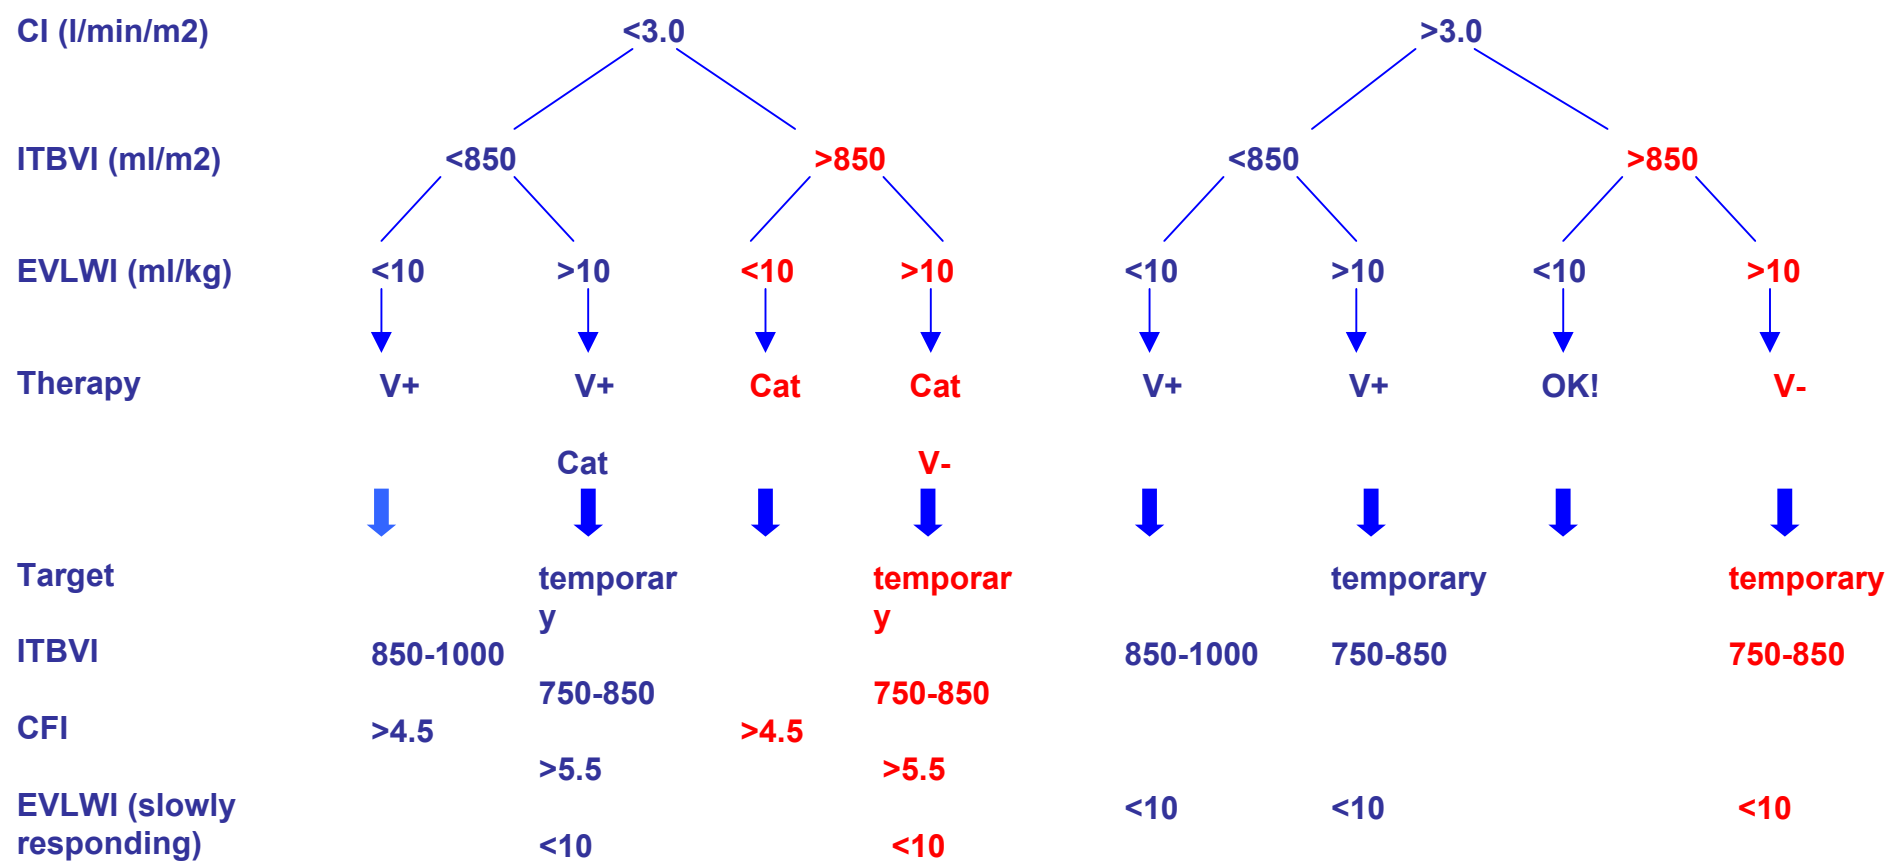 CI (l/min/m2) <3.0 >3.0
ITBVI (ml/m2) <850 >850 <850 >850
EVLWI (ml/kg) <10 >10 <10 >10 <10 >10 <10 >10
Therapy V+ V+ Cat Cat V+ V+ OK! V-
Cat V-
Target temporar temporar temporary temporary
y y
ITBVI 850-1000 850-1000 750-850 750-850
750-850 750-850
CFI >4.5 >4.5
>5.5 >5.5
EVLWI (slowly <10 <10 <10
responding) <10 <10